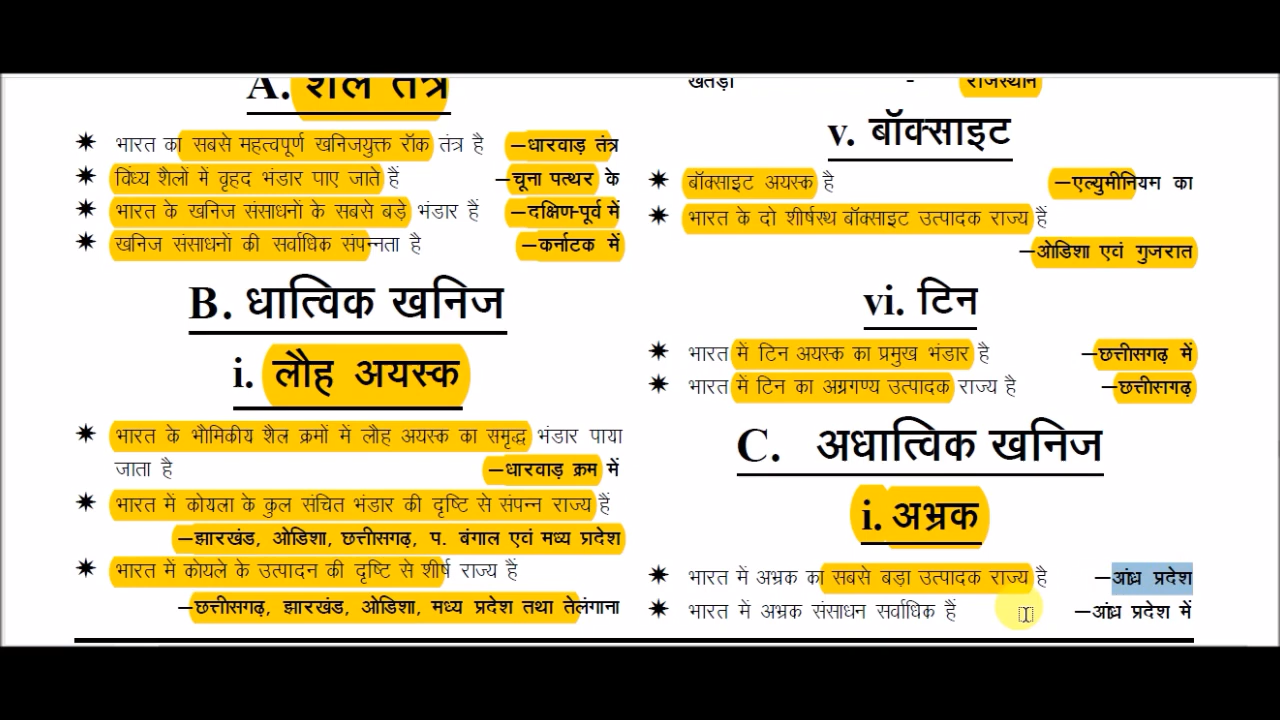 A. शैल तंत्र
✷ भारत का सबसे महत्वपूर्ण खनिजयुक्त रॉक तंत्र है –धारवाड़ तंत्र
✷ विंध्य शैलों में वृहद भंडार पाए जाते हैं –चूना पत्थर के
✷ भारत के खनिज संसाधनों के सबसे बड़े भंडार हैं –दक्षिण-पूर्व में
✷ खनिज संसाधनों की सर्वाधिक संपन्नता है –कर्नाटक में
B. धात्विक खनिज
i. लौह अयस्क
✷ भारत के भौमिकीय शैल क्रमों में लौह अयस्क का समृद्ध भंडार पाया
जाता है –धारवाड़ क्रम में
✷ भारत में कोयला के कुल संचित भंडार की दृष्टि से संपन्न राज्य हैं
–झारखंड, ओडिशा, छत्तीसगढ़, प. बंगाल एवं मध्य प्रदेश
✷ भारत में कोयले के उत्पादन की दृष्टि से शीर्ष राज्य हैं
–छत्तीसगढ़, झारखंड, ओडिशा, मध्य प्रदेश तथा तेलंगाना
खेतड़ी - राजस्थान
v. बॉक्साइट
✷ बॉक्साइट अयस्क है –एल्युमीनियम का
✷ भारत के दो शीर्षस्थ बॉक्साइट उत्पादक राज्य हैं
–ओडिशा एवं गुजरात
vi. टिन
✷ भारत में टिन अयस्क का प्रमुख भंडार है –छत्तीसगढ़ में
✷ भारत में टिन का अग्रगण्य उत्पादक राज्य है –छत्तीसगढ़
C. अधात्विक खनिज
i. अभ्रक
✷ भारत में अभ्रक का सबसे बड़ा उत्पादक राज्य है –आंध्र प्रदेश
✷ भारत में अभ्रक संसाधन सर्वाधिक हैं –आंध्र प्रदेश में